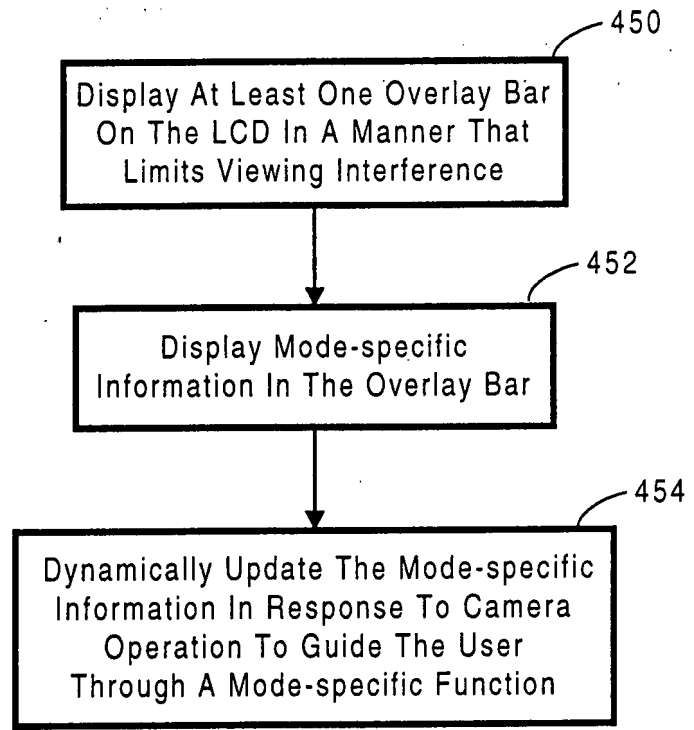 450
Display At Least One Overlay Bar
On The LCD In A Manner That
Limits Viewing Interference
452
Display Mode-specific
Information In The Overlay Bar
454
Dynamically Update The Mode-specific
Information In Response To Camera
Operation To Guide The User
Through A Mode-specific Function